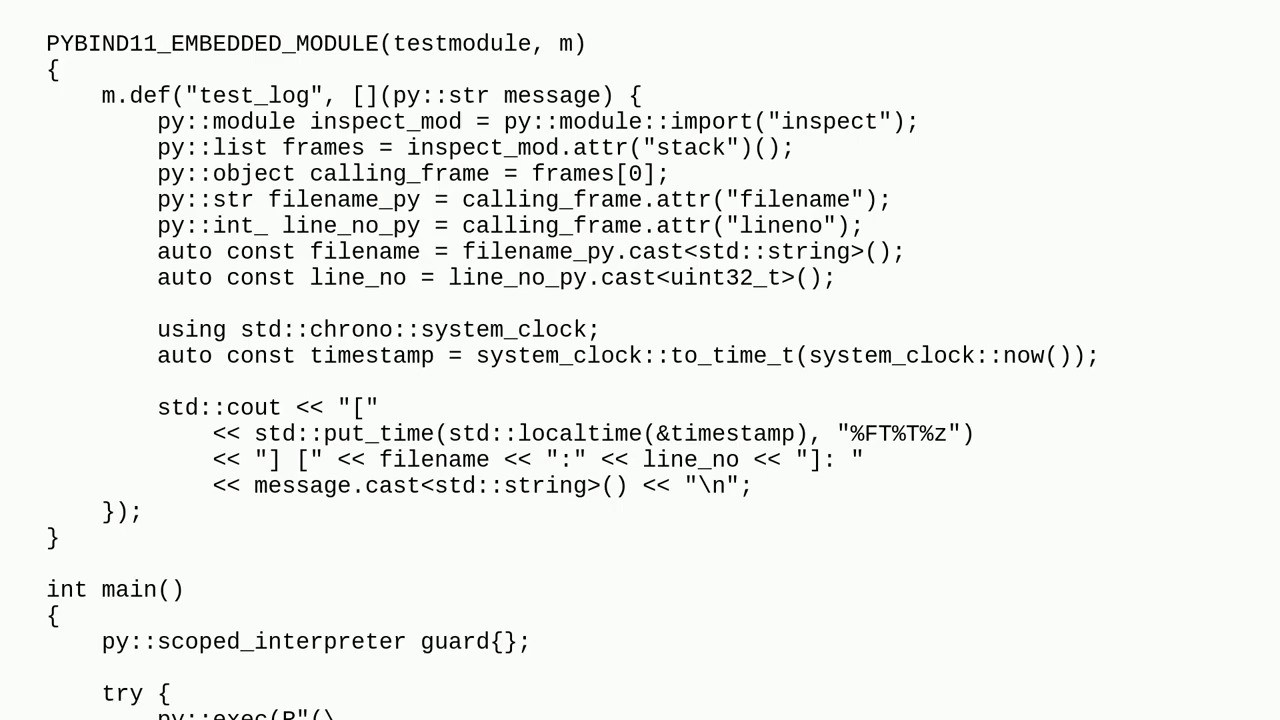 PYBIND11_EMBEDDED_MODULE(testmodule, m)
{
    m.def("test_log", [](py::str message) {
        py::module inspect_mod = py::module::import("inspect");
        py::list frames = inspect_mod.attr("stack")();
        py::object calling_frame = frames[0];
        py::str filename_py = calling_frame.attr("filename");
        py::int_ line_no_py = calling_frame.attr("lineno");
        auto const filename = filename_py.cast<std::string>();
        auto const line_no = line_no_py.cast<uint32_t>();

        using std::chrono::system_clock;
        auto const timestamp = system_clock::to_time_t(system_clock::now());

        std::cout << "["
            << std::put_time(std::localtime(&timestamp), "%FT%T%z")
            << "] [" << filename << ":" << line_no << "]: "
            << message.cast<std::string>() << "\n";
    });
}

int main()
{
    py::scoped_interpreter guard{};

    try {
        py::exec(R"(\